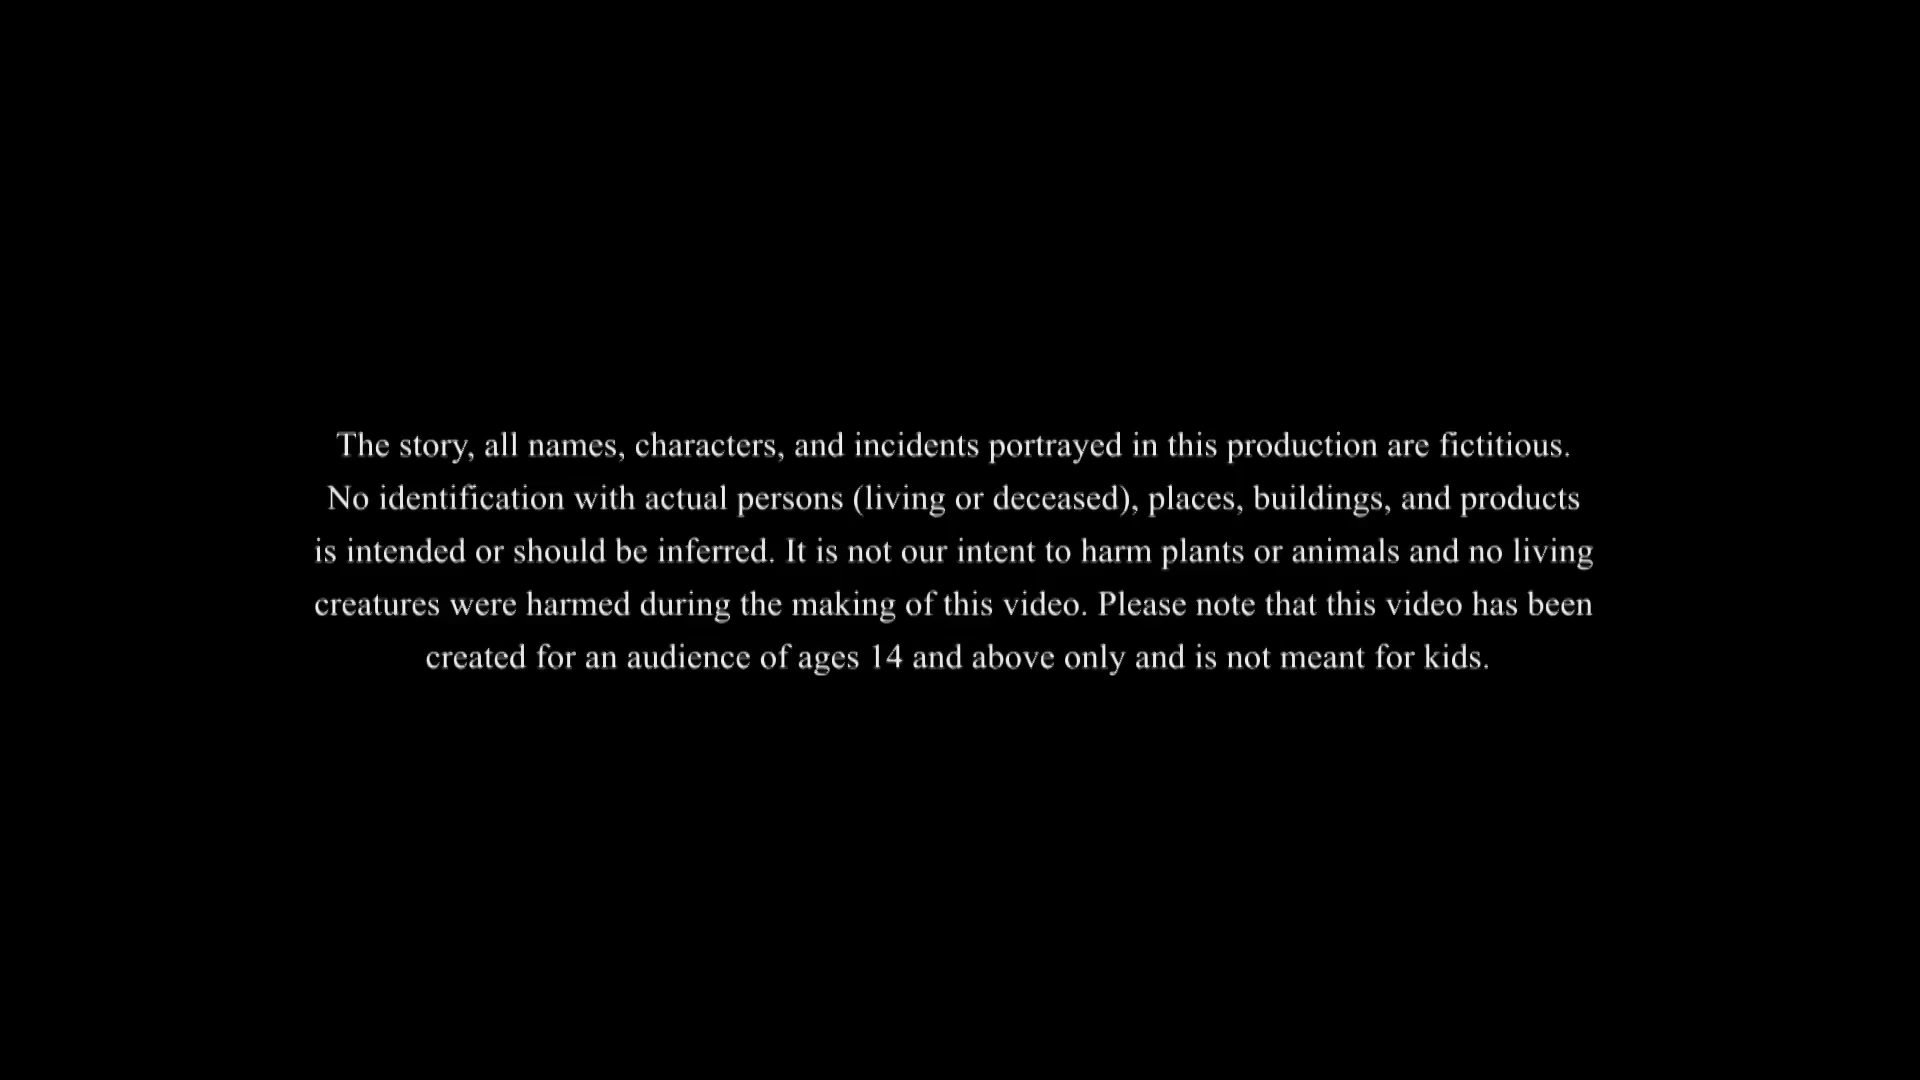 The story, all names, characters, and incidents portrayed in this production are fictitious.
No identification with actual persons (living or deceased), places, buildings, and products
is intended or should be inferred. It is not our intent to harm plants or animals and no living
creatures were harmed during the making of this video. Please note that this video has been
created for an audience of ages 14 and above only and is not meant for kids.